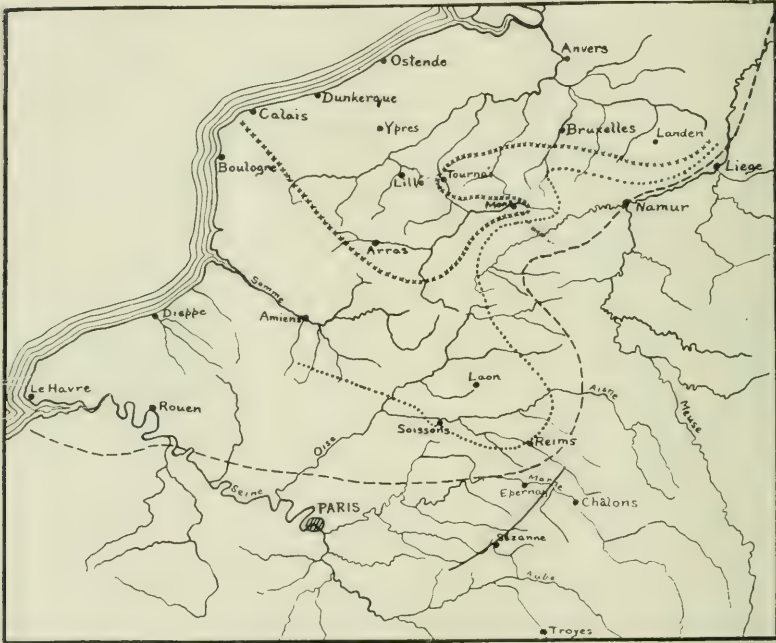 Anvers
Ostende
Dunkerque
Calais
Ypres
Bruxelles
Landen
Boulogne
Lille
Tournai
Liege
Mons
Namur
Arras
Somme
Dieppe
Amiens
Le Havre
Laon
Aisne
Rouen
Meuse
Soissons
Reims
Oise
Marne
Seine
Epernay
Châlons
PARIS
Sézanne
Aube
Troyes